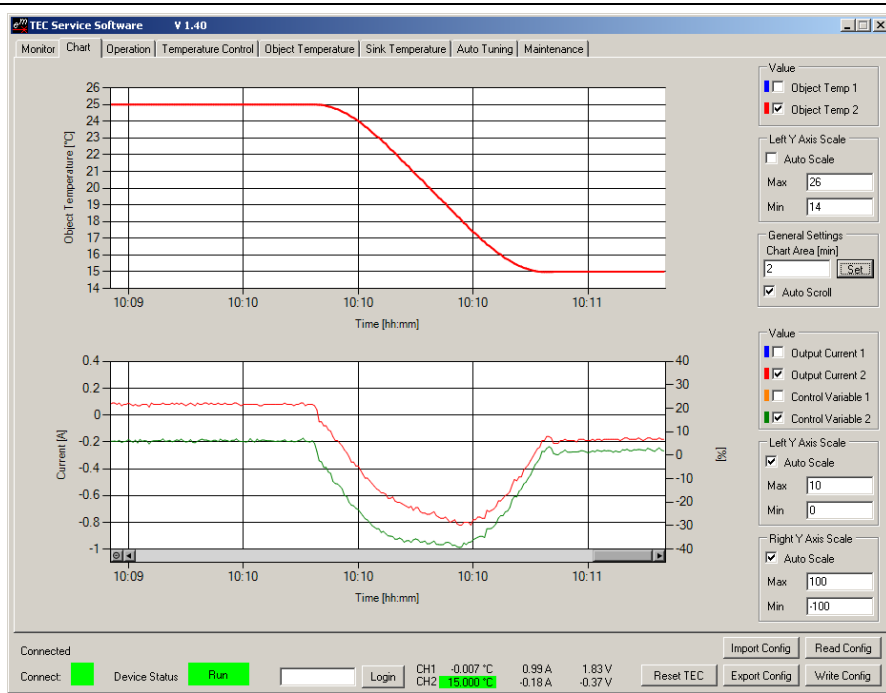 TEC Service Software V 1.40
Monitor Chart Operation Temperature Control Object Temperature Sink Temperature Auto Tuning Maintenance
Object Temperature [°C]
26
25
24
23
22
21
20
19
18
17
16
15
14
10:09 10:10 10:10 10:10 10:11
Time [hh:mm]
Value
Object Temp 1
Object Temp 2
Left Y Axis Scale
Auto Scale
Max 26
Min 14
General Settings
Chart Area [min]
2 Set
Auto Scroll
Current [A]
0.4
0.2
0
-0.2
-0.4
-0.6
-0.8
-1
40
30
20
10
0
-10
-20
-30
-40
[%]
10:09 10:10 10:10 10:10 10:11
Time [hh:mm]
Value
Output Current 1
Output Current 2
Control Variable 1
Control Variable 2
Left Y Axis Scale
Auto Scale
Max 10
Min 0
Right Y Axis Scale
Auto Scale
Max 100
Min -100
Connected
Connect: Device Status Run Login
CH1 -0.007 °C 0.99 A 1.83 V
CH2 15.000 °C -0.18 A -0.37 V
Reset TEC
Import Config Read Config
Export Config Write Config